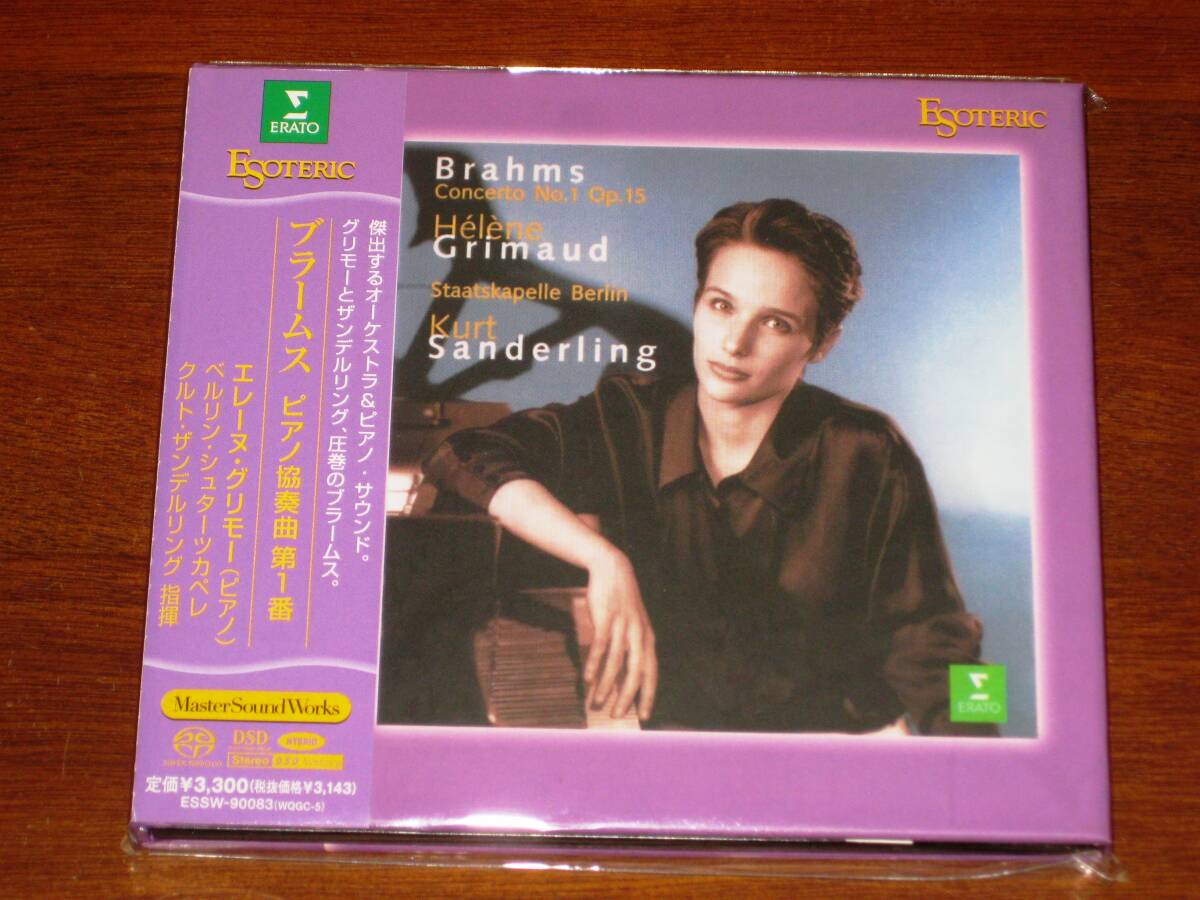 ERATO
ESOTERIC
傑出するオーケストラ&ピアノ・サウンド。
グリモーとザンデルリング、圧巻のブラームス。
ブラームス ピアノ協奏曲 第1番
エレーヌ・グリモー(ピアノ)
ベルリン・シュターツカペレ
クルト・ザンデルリング 指揮
MasterSoundWorks
SUPER AUDIO CD
DSD
HYBRID
Stereo
DSD
定価¥3,300(税抜価格¥3,143)
ESSW-90083(WQGC-5)
ESOTERIC
Brahms
Concerto No.1 Op.15
Hélène
Grimaud
Staatskapelle Berlin
Kurt
Sanderling
ERATO